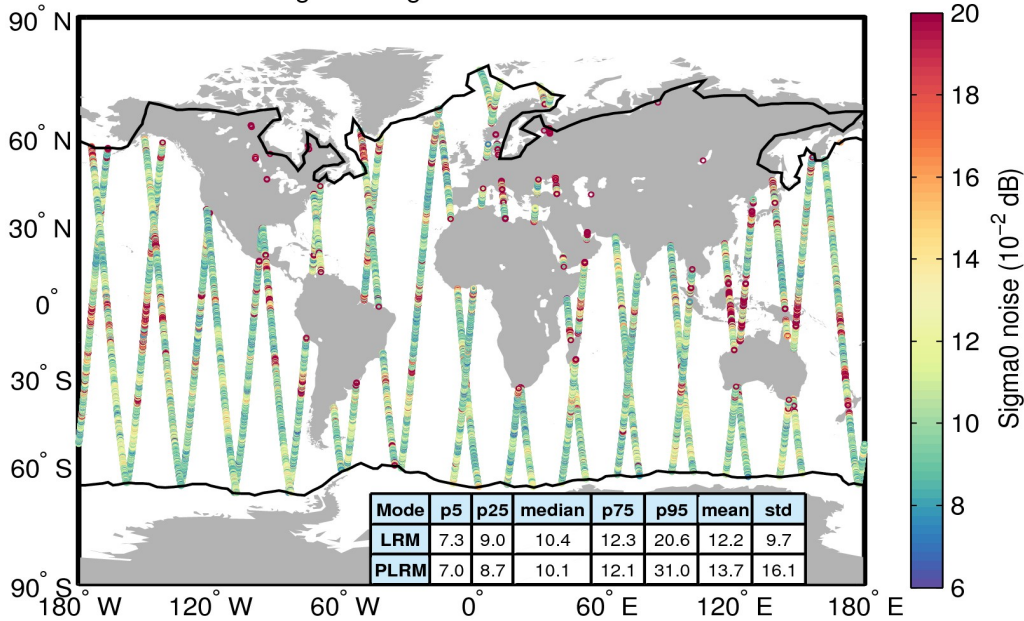 90° N
60° N
30° N
0°
30° S
60° S
90° S
180° W 120° W 60° W 0° 60° E 120° E 180° E
20
18
16
14
12
10
8
6
Sigma0 noise (10⁻² dB)
Mode p5 p25 median p75 p95 mean std
LRM 7.3 9.0 10.4 12.3 20.6 12.2 9.7
PLRM 7.0 8.7 10.1 12.1 31.0 13.7 16.1